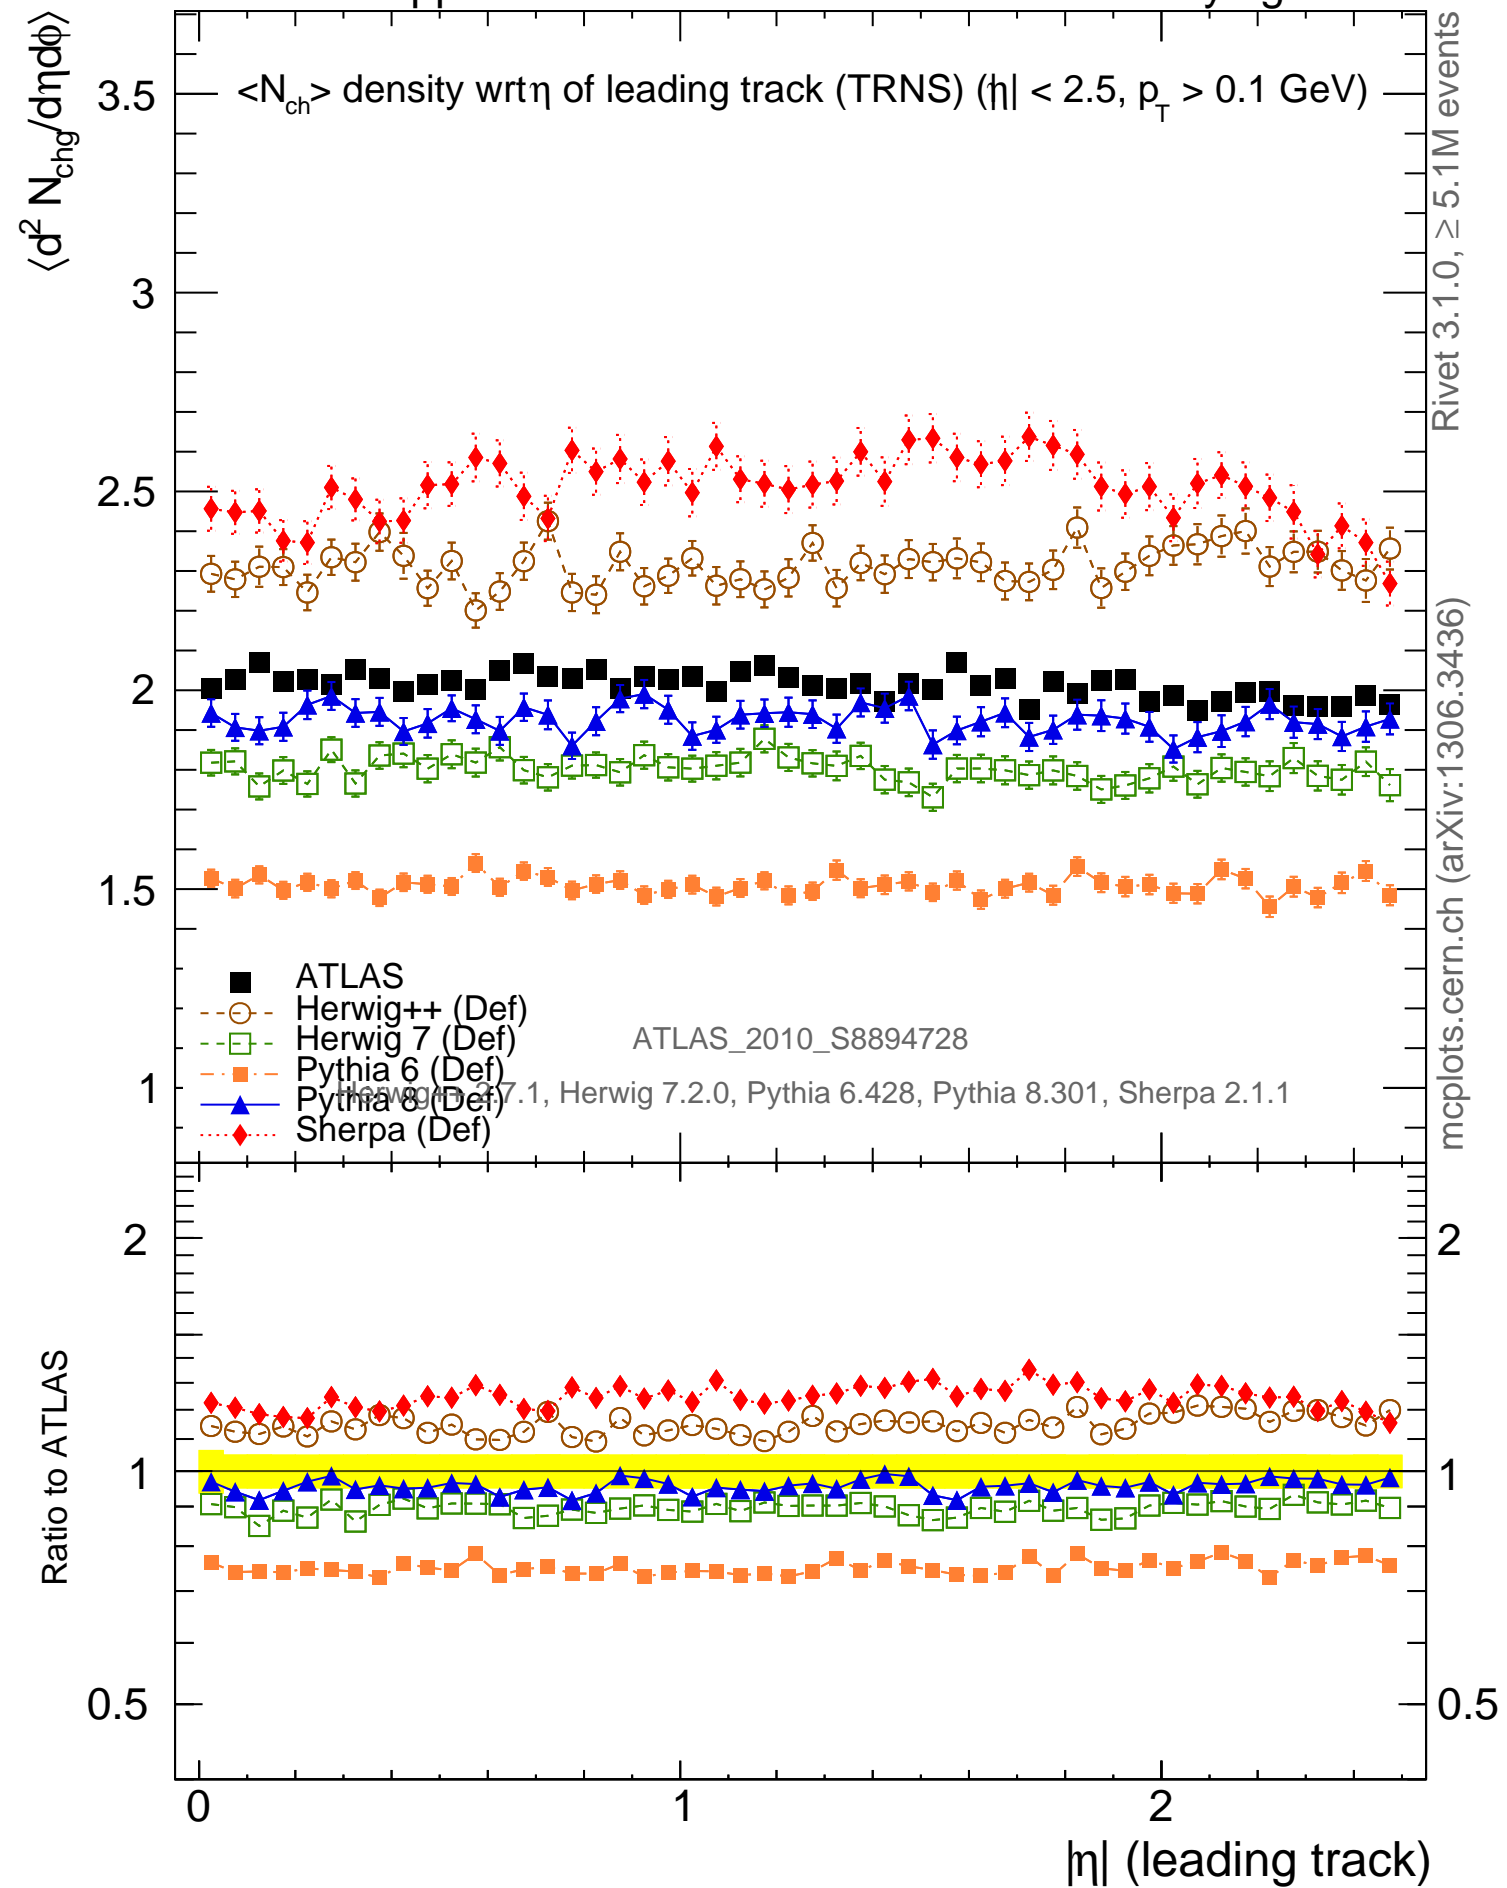 ⟨d² N_chg/dηdφ⟩
<N_ch> density wrt η of leading track (TRNS) (|η| < 2.5, p_T > 0.1 GeV)
3.5
3
2.5
2
1.5
1
ATLAS
Herwig++ (Def)
Herwig 7 (Def)
Pythia 6 (Def)
Pythia 8 (Def)
Sherpa (Def)
ATLAS_2010_S8894728
Herwig++ 2.7.1, Herwig 7.2.0, Pythia 6.428, Pythia 8.301, Sherpa 2.1.1
Rivet 3.1.0, ≥ 5.1M events
mcplots.cern.ch (arXiv:1306.3436)
Ratio to ATLAS
2
1
0.5
2
1
0.5
0
1
2
|η| (leading track)